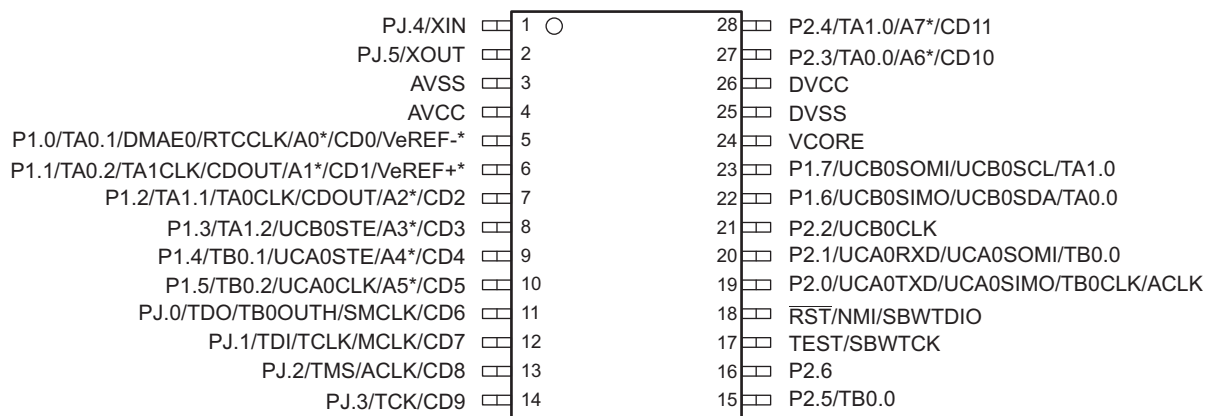 PJ.4/XIN 1 28 P2.4/TA1.0/A7*/CD11
PJ.5/XOUT 2 27 P2.3/TA0.0/A6*/CD10
AVSS 3 26 DVCC
AVCC 4 25 DVSS
P1.0/TA0.1/DMAE0/RTCCLK/A0*/CD0/VeREF-* 5 24 VCORE
P1.1/TA0.2/TA1CLK/CDOUT/A1*/CD1/VeREF+* 6 23 P1.7/UCB0SOMI/UCB0SCL/TA1.0
P1.2/TA1.1/TA0CLK/CDOUT/A2*/CD2 7 22 P1.6/UCB0SIMO/UCB0SDA/TA0.0
P1.3/TA1.2/UCB0STE/A3*/CD3 8 21 P2.2/UCB0CLK
P1.4/TB0.1/UCA0STE/A4*/CD4 9 20 P2.1/UCA0RXD/UCA0SOMI/TB0.0
P1.5/TB0.2/UCA0CLK/A5*/CD5 10 19 P2.0/UCA0TXD/UCA0SIMO/TB0CLK/ACLK
PJ.0/TDO/TB0OUTH/SMCLK/CD6 11 18 RST/NMI/SBWTDIO
PJ.1/TDI/TCLK/MCLK/CD7 12 17 TEST/SBWTCK
PJ.2/TMS/ACLK/CD8 13 16 P2.6
PJ.3/TCK/CD9 14 15 P2.5/TB0.0